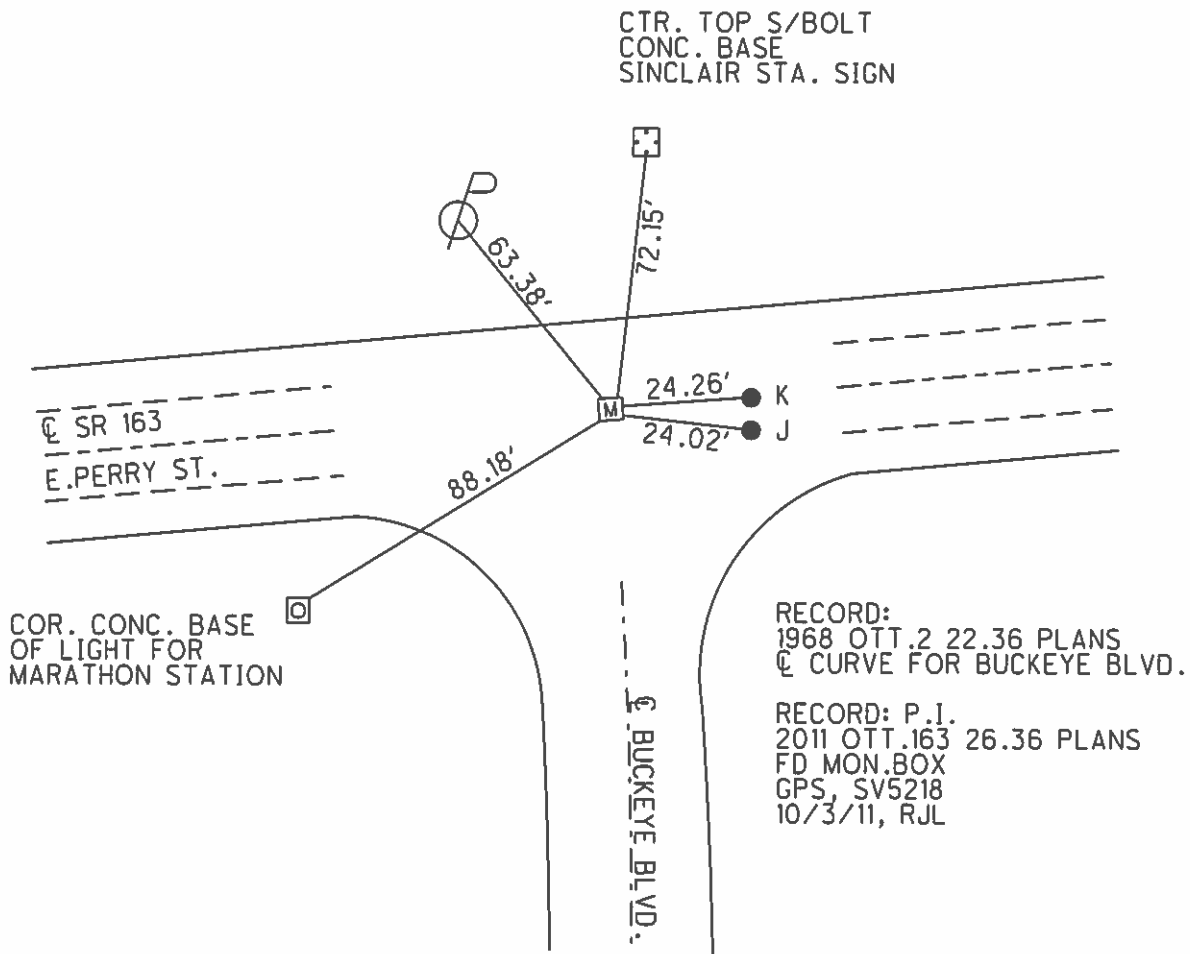 CTR. TOP S/BOLT
CONC. BASE
SINCLAIR STA. SIGN
63.38'
72.15'
24.26'
K
M
24.02'
J
℄ SR 163
E.PERRY ST.
88.18'
O
COR. CONC. BASE
OF LIGHT FOR
MARATHON STATION
℄ BUCKEYE BLVD.
RECORD:
1968 OTT.2 22.36 PLANS
℄ CURVE FOR BUCKEYE BLVD.
RECORD: P.I.
2011 OTT.163 26.36 PLANS
FD MON.BOX
GPS, SV5218
10/3/11, RJL